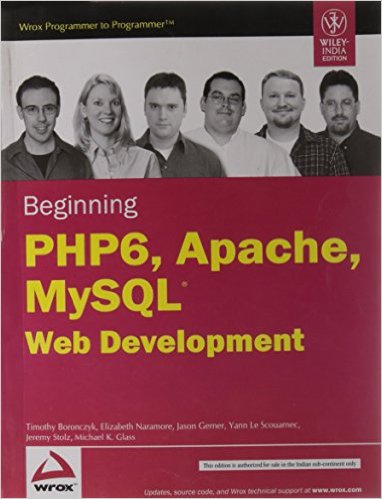 Wrox Programmer to Programmer™
WILEY-
INDIA
EDITION
Beginning
PHP6, Apache,
MySQL®
Web Development
Timothy Boronczyk, Elizabeth Naramore, Jason Gerner, Yann Le Scouarnec,
Jeremy Stolz, Michael K. Glass
wrox™
This edition is authorized for sale in the Indian sub-continent only
Updates, source code, and Wrox technical support at www.wrox.com